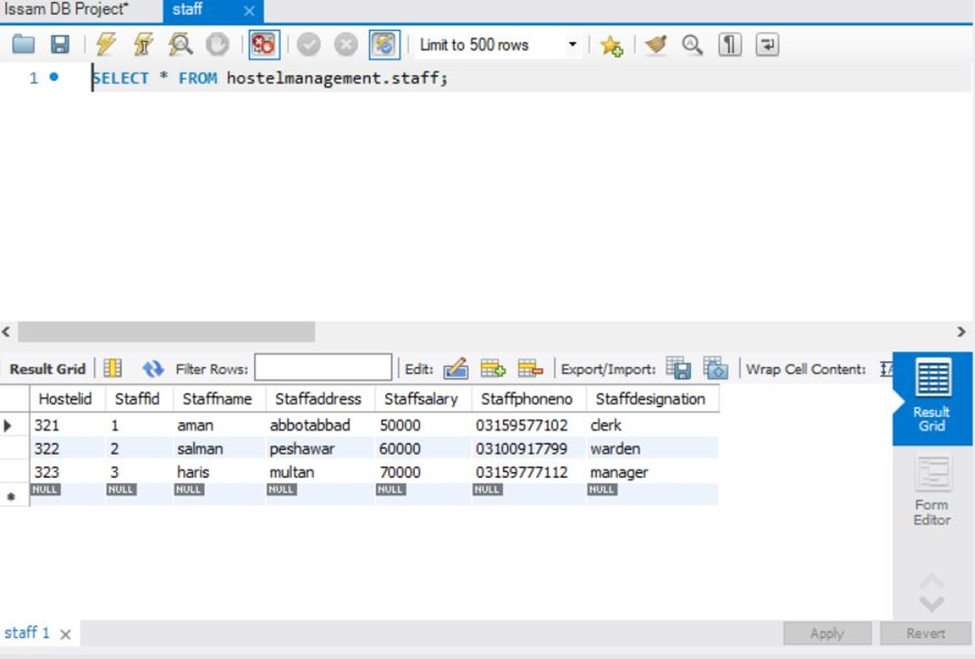 Issam DB Project* staff
Limit to 500 rows
1 SELECT * FROM hostelmanagement.staff;
Result Grid Filter Rows: Edit: Export/Import: Wrap Cell Content:
Hostelid Staffid Staffname Staffaddress Staffsalary Staffphoneno Staffdesignation
321 1 aman abbotabbad 50000 03159577102 clerk
322 2 salman peshawar 60000 03100917799 warden
323 3 haris multan 70000 03159777112 manager
NULL NULL NULL NULL NULL NULL NULL
Result
Grid
Form
Editor
staff 1 Apply Revert